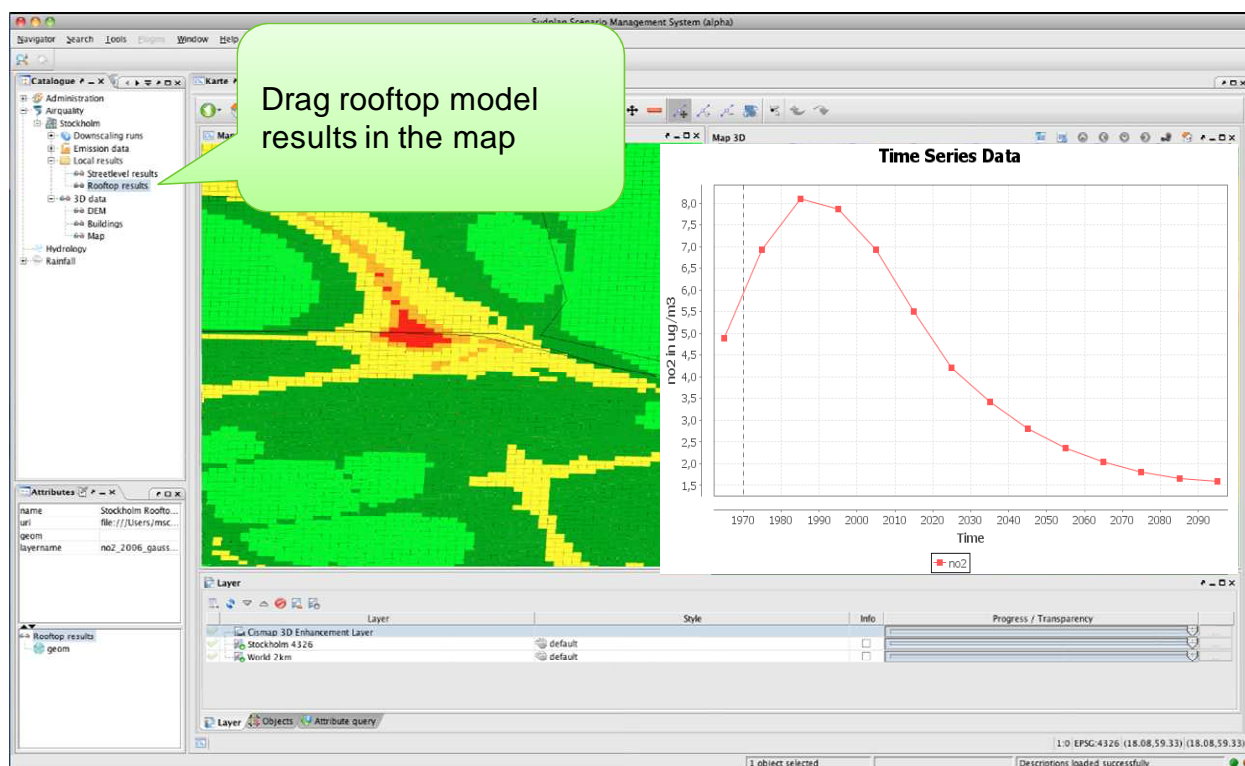 Sudplan Scenario Management System (alpha)
Navigator Search Tools Plugins Window Help
Catalogue
Karte
Administration
Airquality
Stockholm
Downscaling runs
Emission data
Local results
Streetlevel results
Rooftop results
3D data
DEM
Buildings
Map
Hydrology
Rainfall
Drag rooftop model
results in the map
Map 3D
Time Series Data
8,0
7,5
7,0
6,5
6,0
5,5
5,0
4,5
4,0
3,5
3,0
2,5
2,0
1,5
no2 in ug/m3
1970 1980 1990 2000 2010 2020 2030 2040 2050 2060 2070 2080 2090
Time
no2
Attributes
name Stockholm Roofto...
url file:///Users/msc...
geom
layername no2_2006_gauss...
Rooftop results
geom
Layer
Layer Style Info Progress / Transparency
Cismap 3D Enhancement Layer
Stockholm 4326 default
World 2km default
Layer Objects Attribute query
1:0 EPSG:4326 (18.08,59.33) (18.08,59.33)
1 object selected Descriptions loaded successfully